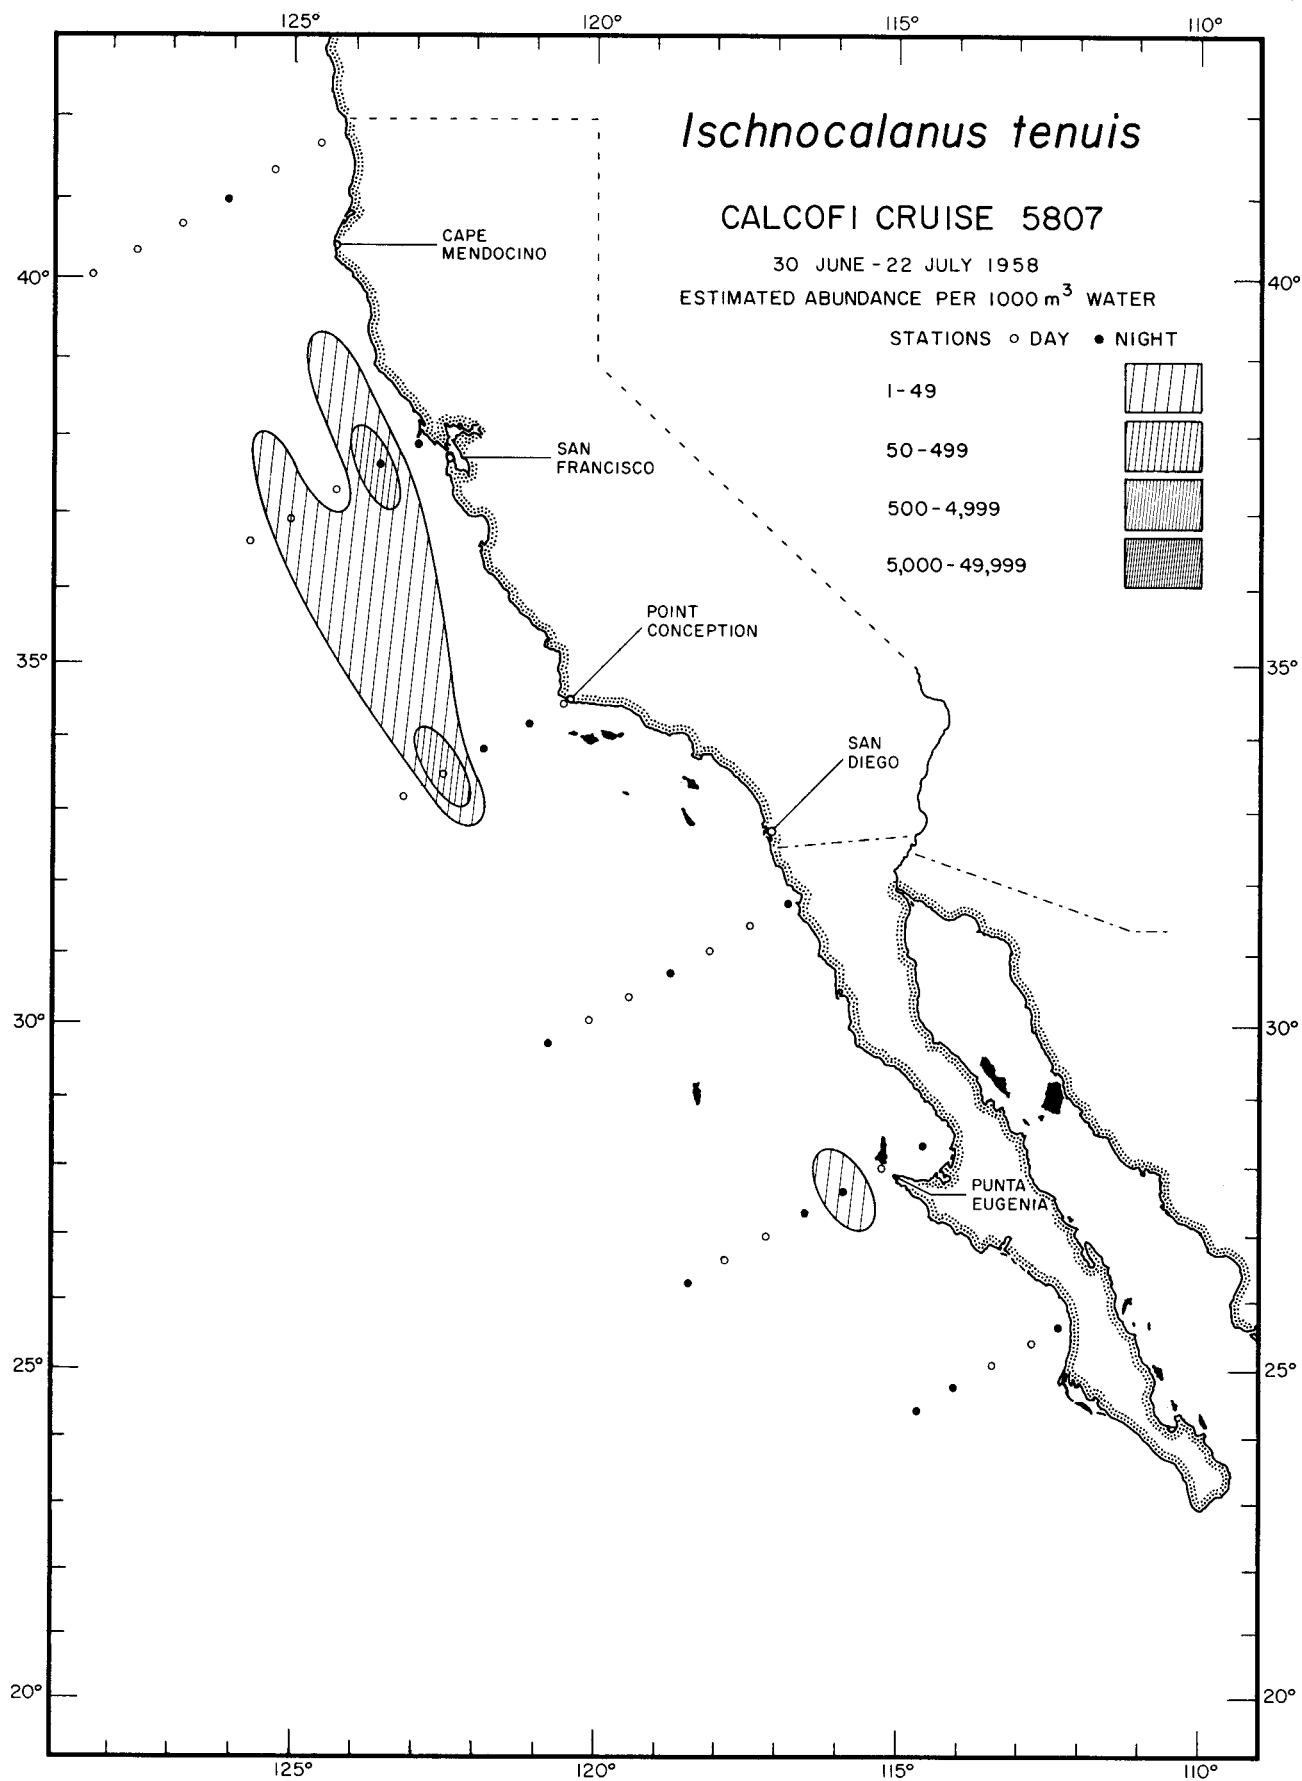 125° 120° 115° 110°
Ischnocalanus tenuis
CALCOFI CRUISE 5807
30 JUNE - 22 JULY 1958
ESTIMATED ABUNDANCE PER 1000 m³ WATER
STATIONS ○ DAY ● NIGHT
1 - 49
50 - 499
500 - 4,999
5,000 - 49,999
CAPE
MENDOCINO
40° 40°
SAN
FRANCISCO
POINT
CONCEPTION
35° 35°
SAN
DIEGO
30° 30°
PUNTA
EUGENIA
25° 25°
20° 20°
125° 120° 115° 110°